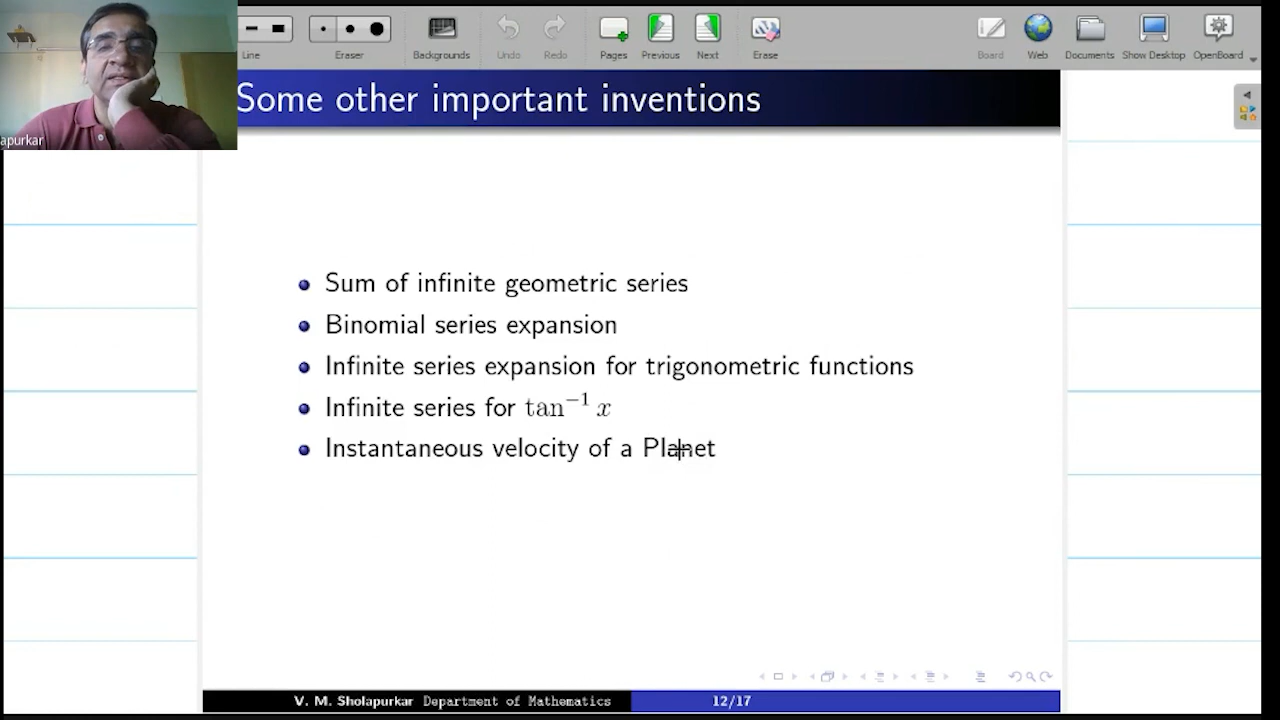 Line
Eraser
Backgrounds
Undo
Redo
Pages
Previous
Next
Erase
Board
Web
Documents
Show Desktop
OpenBoard
apurkar
Some other important inventions
Sum of infinite geometric series
Binomial series expansion
Infinite series expansion for trigonometric functions
Infinite series for tan⁻¹ x
Instantaneous velocity of a Planet
V. M. Sholapurkar Department of Mathematics 12/17